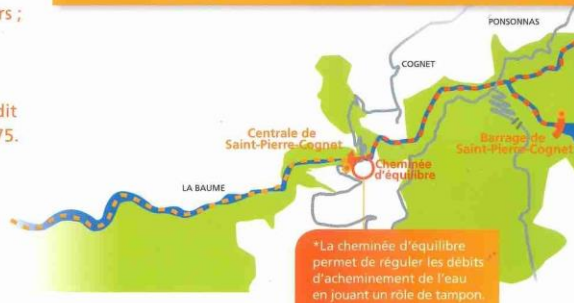 rs ;
dit
75.
PONSONNAS
COGNET
Centrale de
Saint-Pierre-Cognet
Cheminée
d'équilibre
Barrage de
Saint-Pierre-Cognet
LA BAUME
*La cheminée d'équilibre
permet de réguler les débits
d'acheminement de l'eau
en jouant un rôle de tampon.